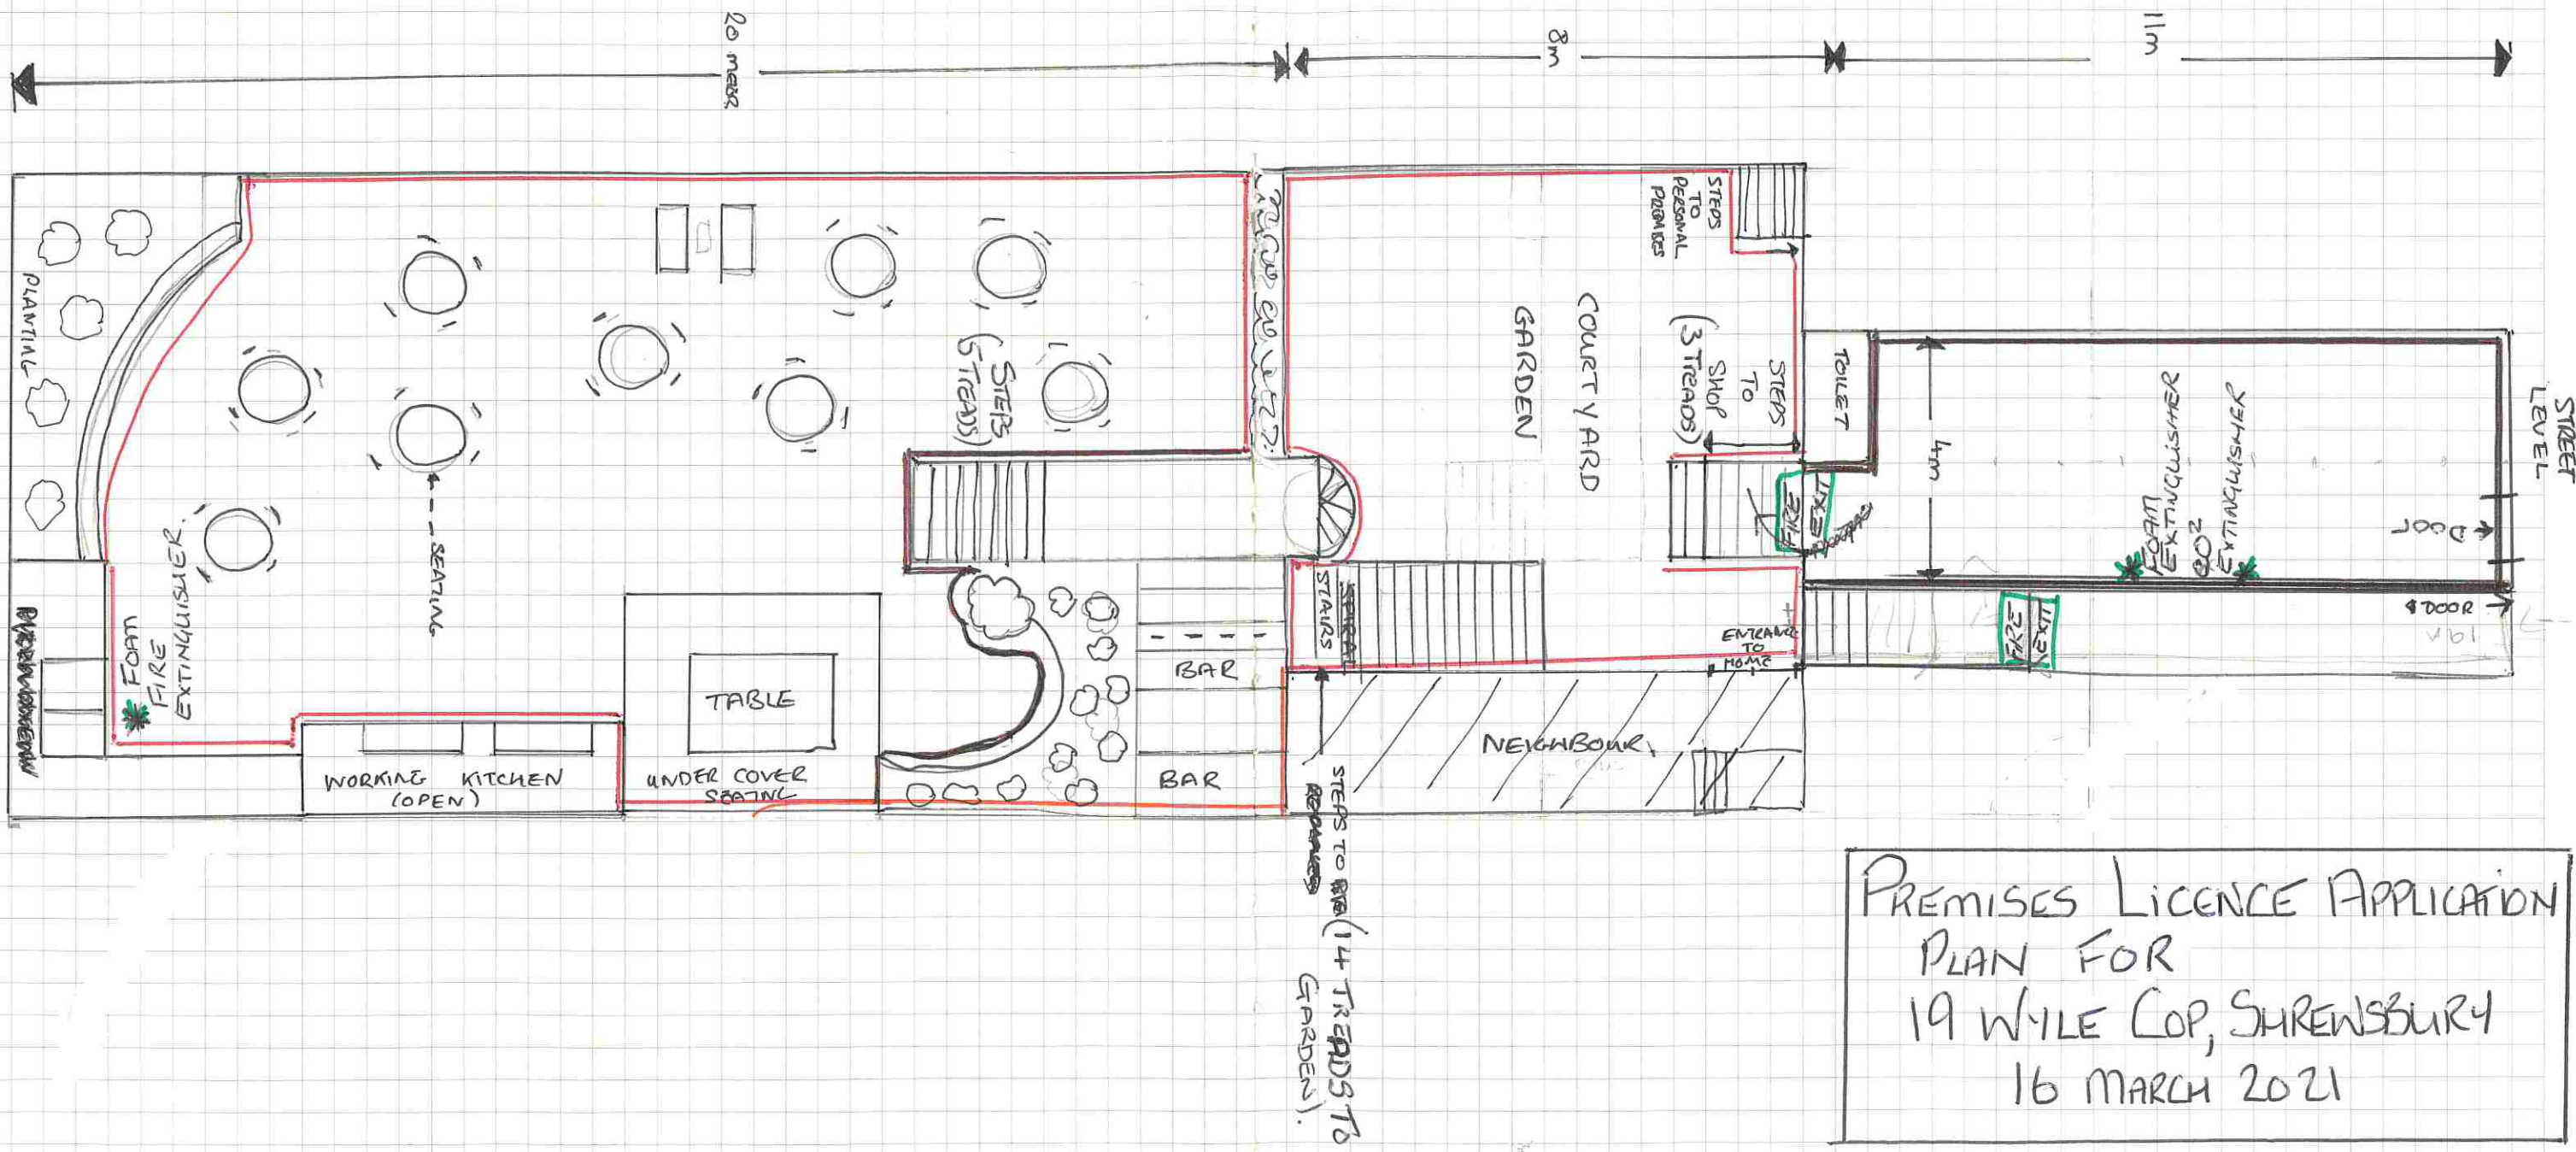 20 METER
8m
11m
PLANTING
SEATING
FOAM
FIRE
EXTINGUISHER.
WORKING KITCHEN
(OPEN)
TABLE
UNDER COVER
SEATING
STEPS
(5 TREADS)
BAR
BAR
STEPS
TO
PERSONAL
PREMISES
COURTYARD
GARDEN
STEPS
TO
SHOP
(3 TREADS)
TOILET
4m
FIRE
EXIT
FOAM
EXTINGUISHER
CO²
EXTINGUISHER
STREET
LEVEL
DOOR
DOOR
FIRE
EXIT
SPIRAL
STAIRS
ENTRANCE
TO
HOME
NEIGHBOUR
STEPS TO (14 TREADS TO
GARDEN).
PREMISES LICENCE APPLICATION
PLAN FOR
19 WYLE COP, SHREWSBURY
16 MARCH 2021